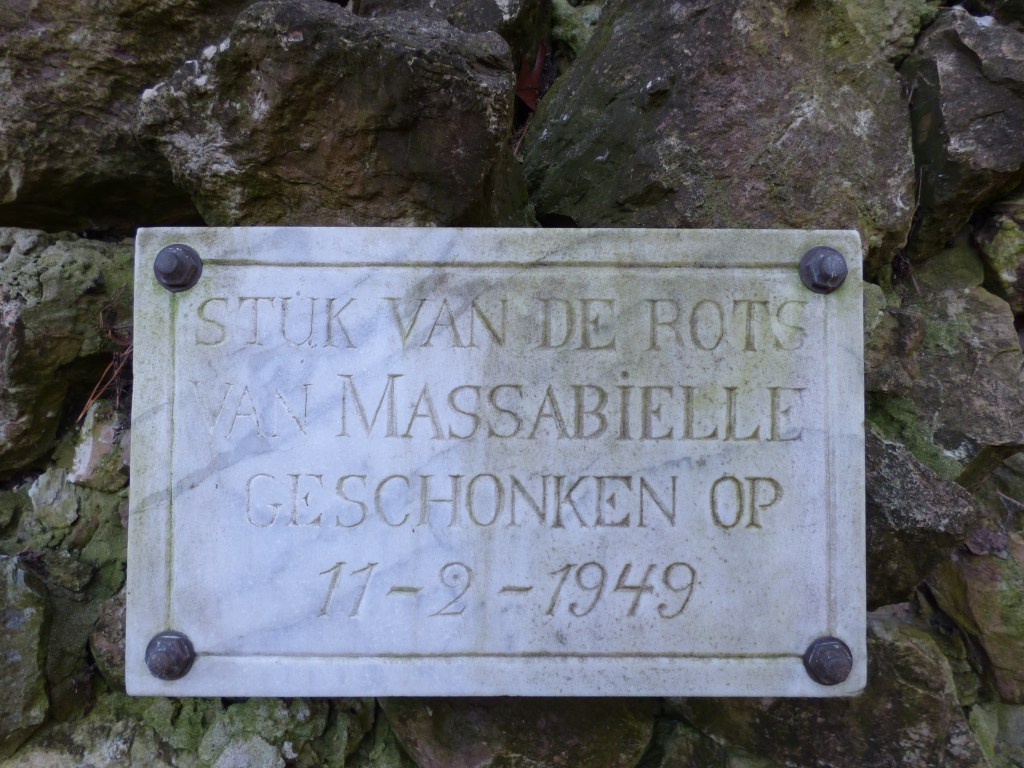 STUK VAN DE ROTS
VAN MASSABIELLE
GESCHONKEN OP
11-2-1949